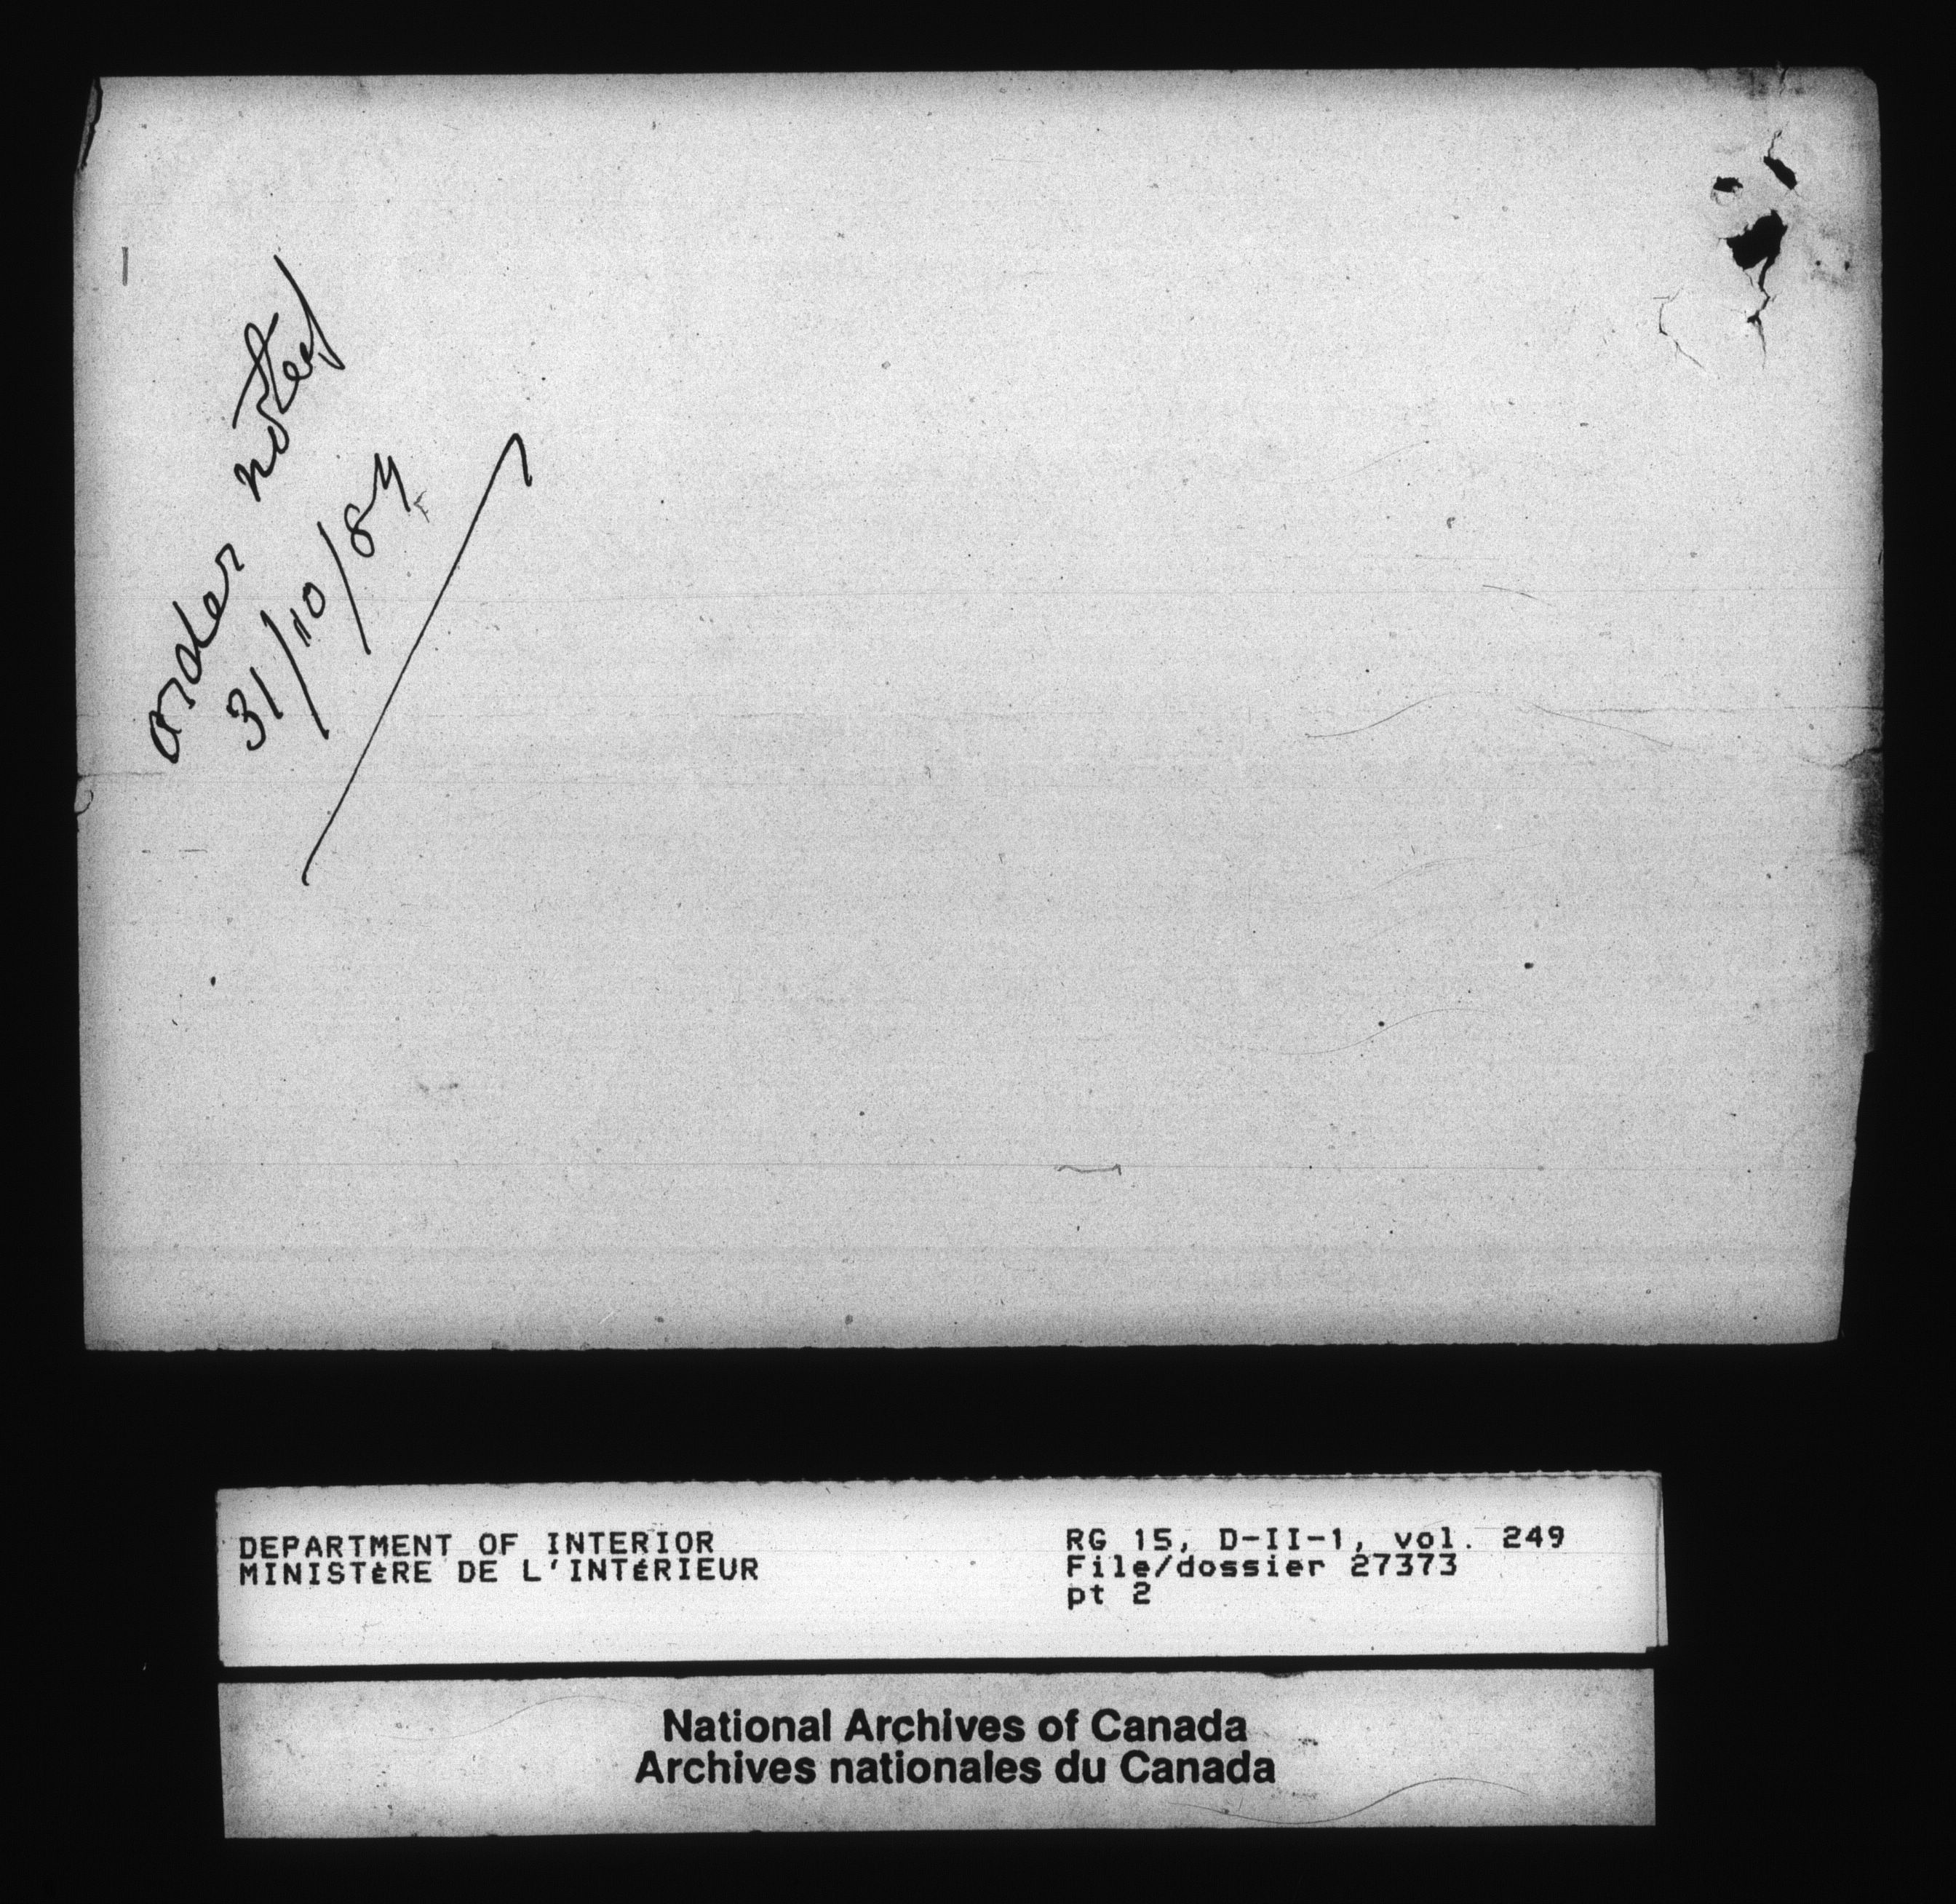 order noted
31/10/84
DEPARTMENT OF INTERIOR
MINISTÈRE DE L'INTÉRIEUR
RG 15, D-II-1, vol. 249
File/dossier 27373
pt 2
National Archives of Canada
Archives nationales du Canada